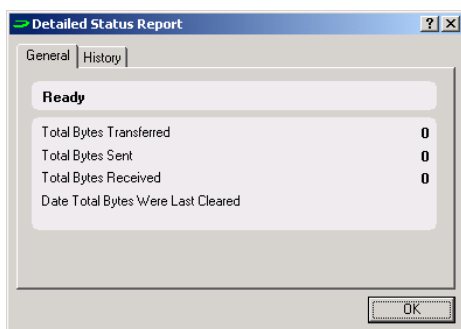 Detailed Status Report
General History
Ready
Total Bytes Transferred 0
Total Bytes Sent 0
Total Bytes Received 0
Date Total Bytes Were Last Cleared
OK